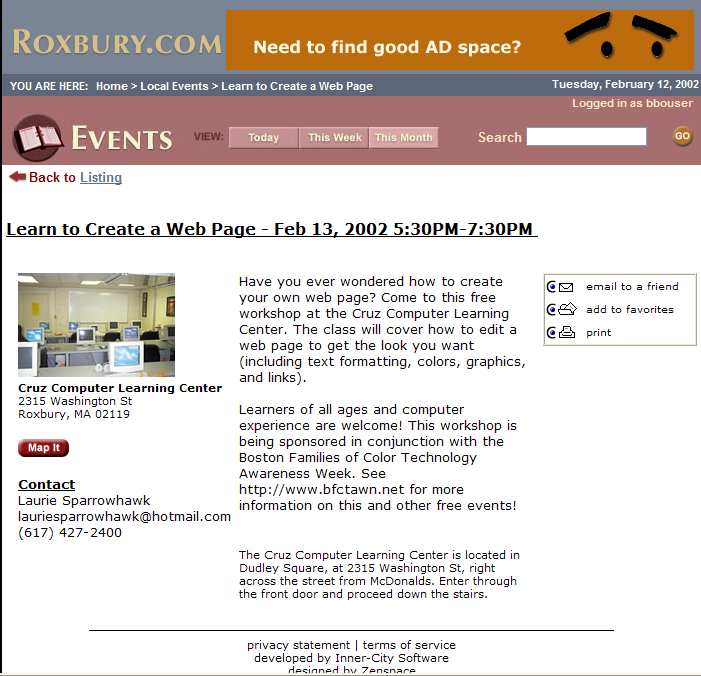 ROXBURY.COM
Need to find good AD space?
YOU ARE HERE: Home > Local Events > Learn to Create a Web Page
Tuesday, February 12, 2002
Logged in as bbouser
EVENTS
VIEW: Today This Week This Month
Search GO
Back to Listing
Learn to Create a Web Page - Feb 13, 2002 5:30PM-7:30PM
Cruz Computer Learning Center
2315 Washington St
Roxbury, MA 02119
Map It
Contact
Laurie Sparrowhawk
lauriesparrowhawk@hotmail.com
(617) 427-2400
Have you ever wondered how to create
your own web page? Come to this free
workshop at the Cruz Computer Learning
Center. The class will cover how to edit a
web page to get the look you want
(including text formatting, colors, graphics,
and links).
Learners of all ages and computer
experience are welcome! This workshop is
being sponsored in conjunction with the
Boston Families of Color Technology
Awareness Week. See
http://www.bfctawn.net for more
information on this and other free events!
The Cruz Computer Learning Center is located in
Dudley Square, at 2315 Washington St, right
across the street from McDonalds. Enter through
the front door and proceed down the stairs.
email to a friend
add to favorites
print
privacy statement | terms of service
developed by Inner-City Software
designed by Zenspace